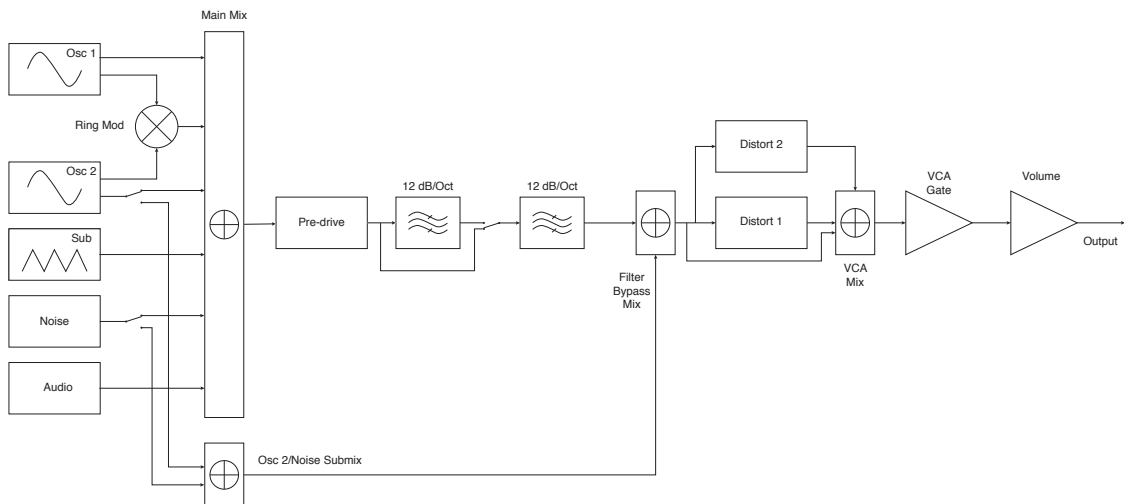 Main Mix
Osc 1
Ring Mod
Osc 2
Sub
Noise
Audio
Pre-drive
12 dB/Oct
12 dB/Oct
Filter
Bypass
Mix
Distort 2
Distort 1
VCA
Mix
VCA
Gate
Volume
Output
Osc 2/Noise Submix